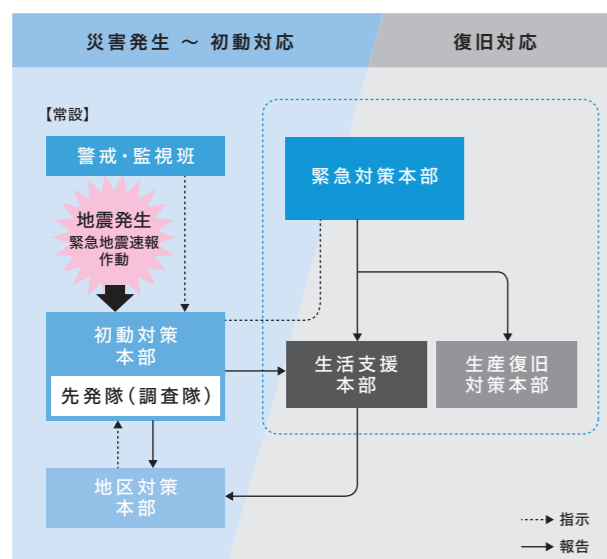 災害発生 ～ 初動対応
復旧対応
【常設】
警戒・監視班
緊急対策本部
地震発生
緊急地震速報
作動
初動対策
本部
先発隊（調査隊）
生活支援
本部
生産復旧
対策本部
地区対策
本部
指示
報告